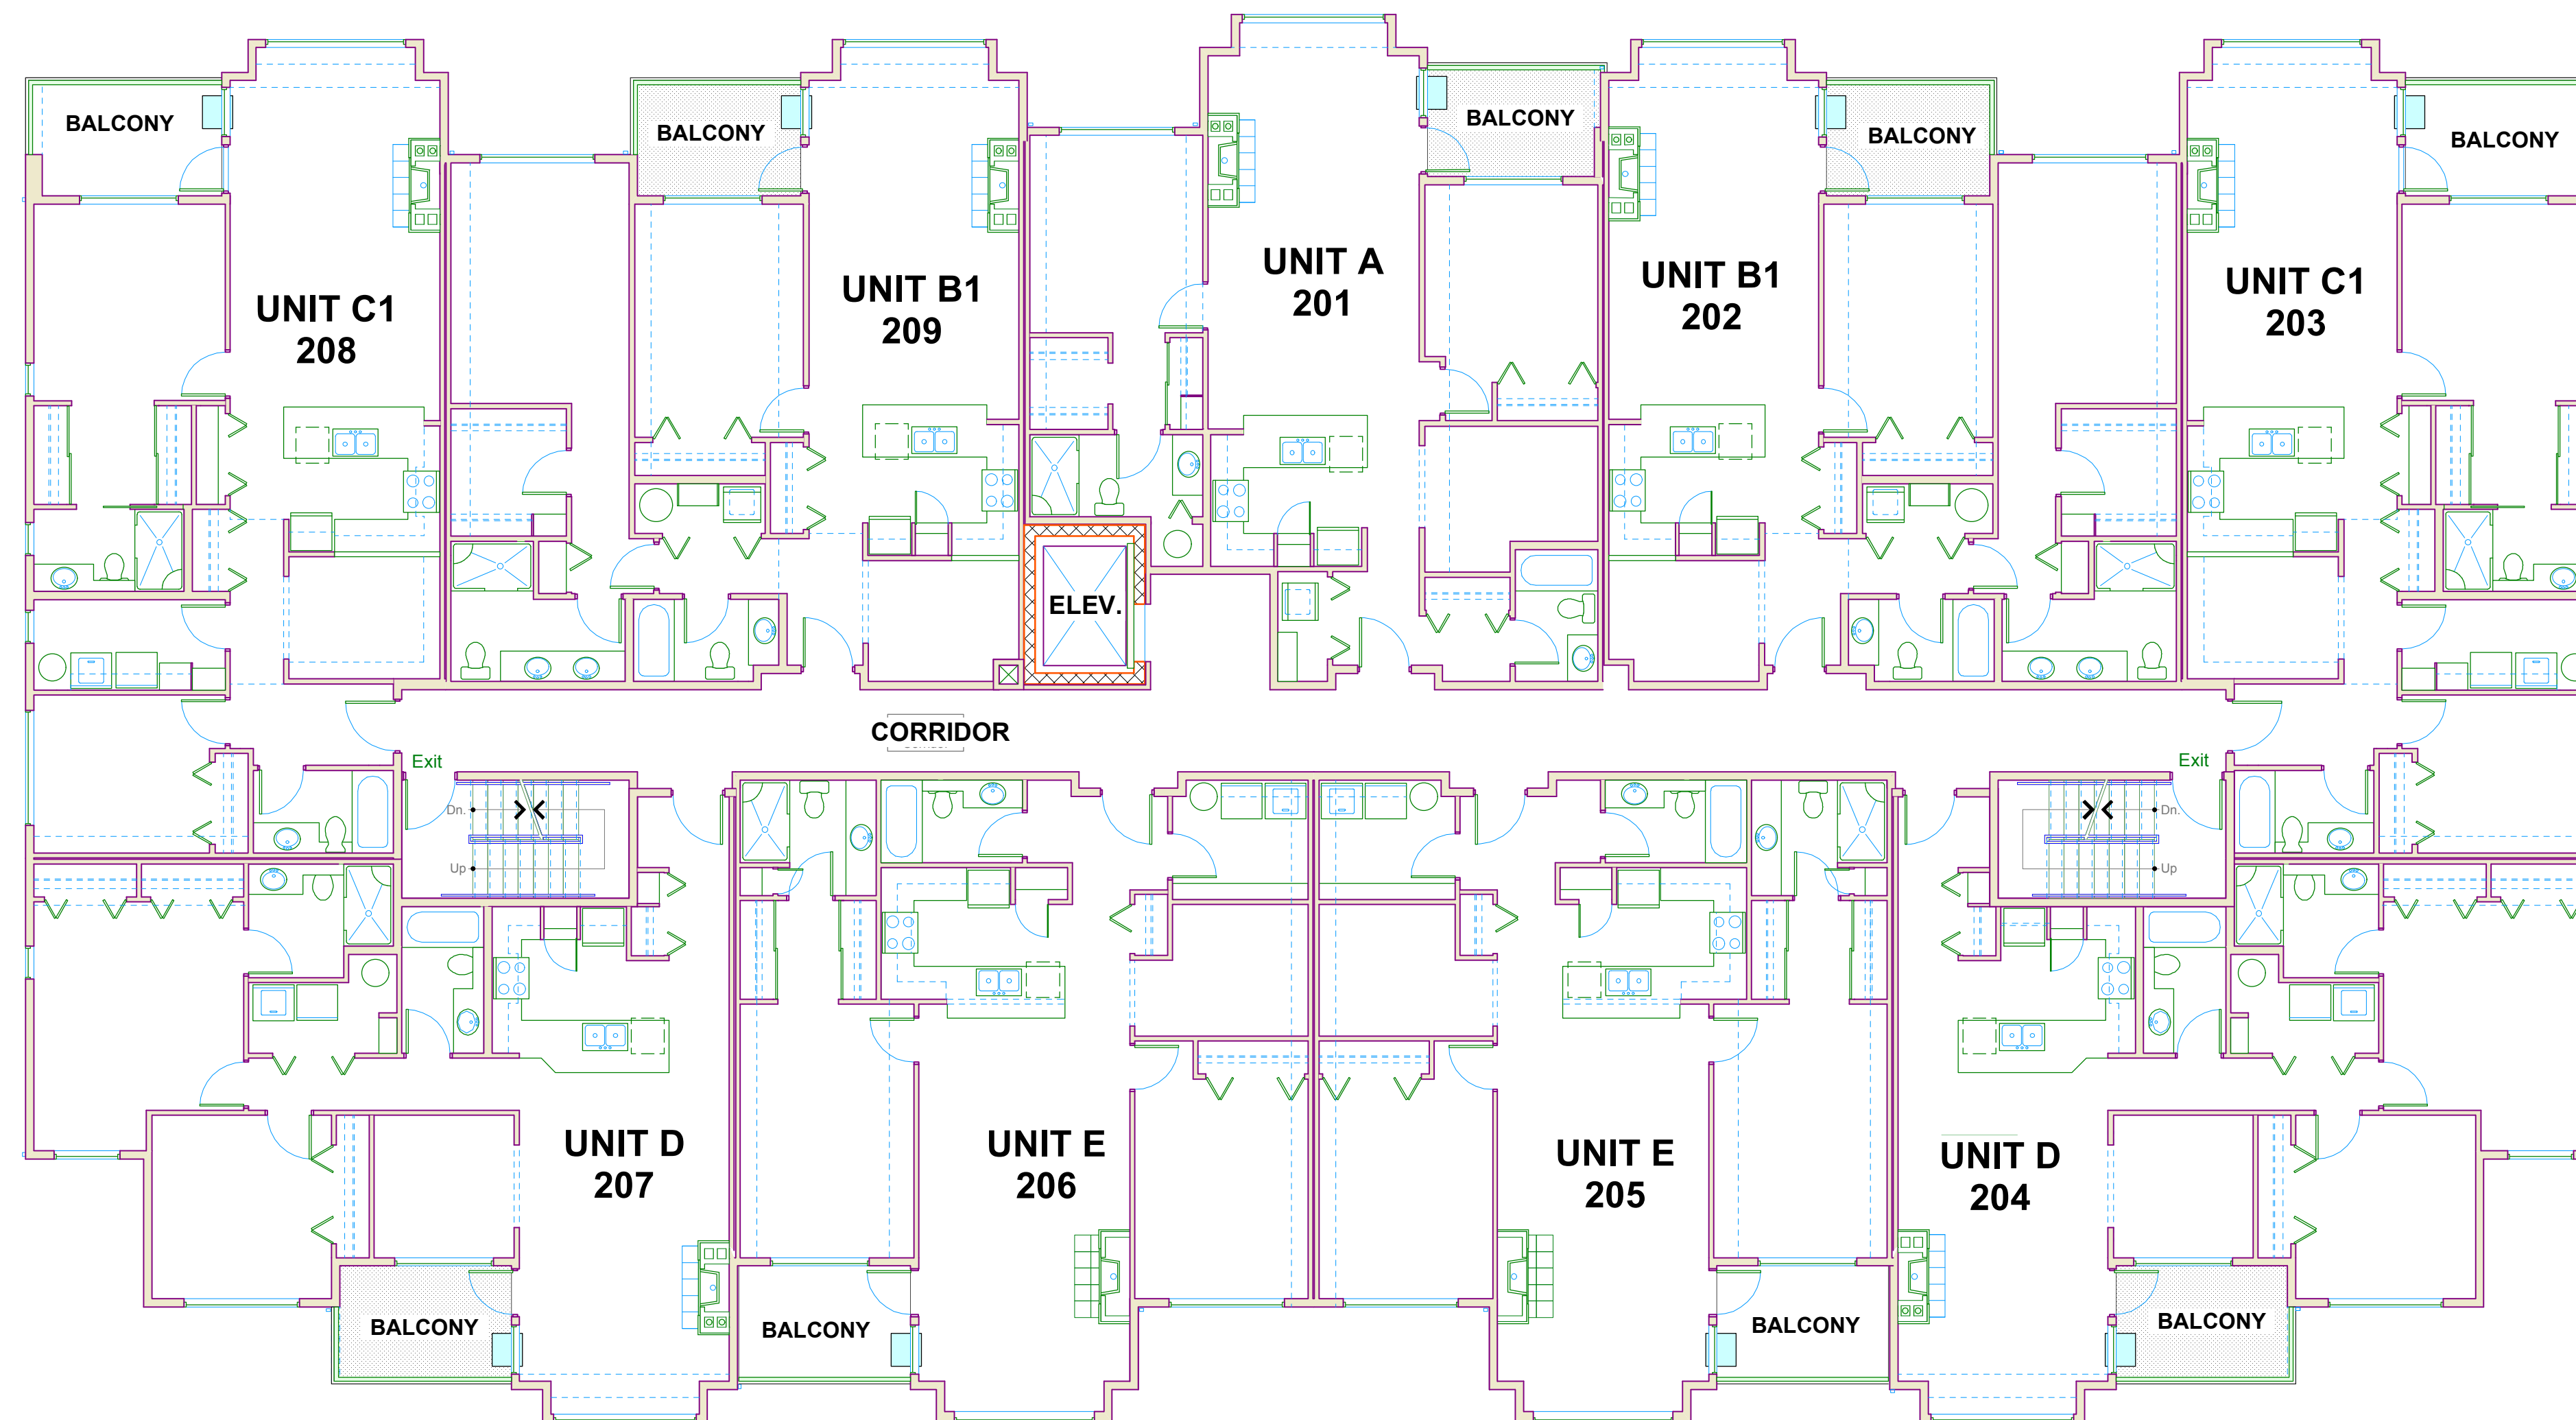 BALCONY
BALCONY
BALCONY
BALCONY
BALCONY
UNIT C1
208
UNIT B1
209
UNIT A
201
UNIT B1
202
UNIT C1
203
ELEV.
CORRIDOR
Exit
Exit
Dn.
Up
Dn.
Up
UNIT D
207
UNIT E
206
UNIT E
205
UNIT D
204
BALCONY
BALCONY
BALCONY
BALCONY